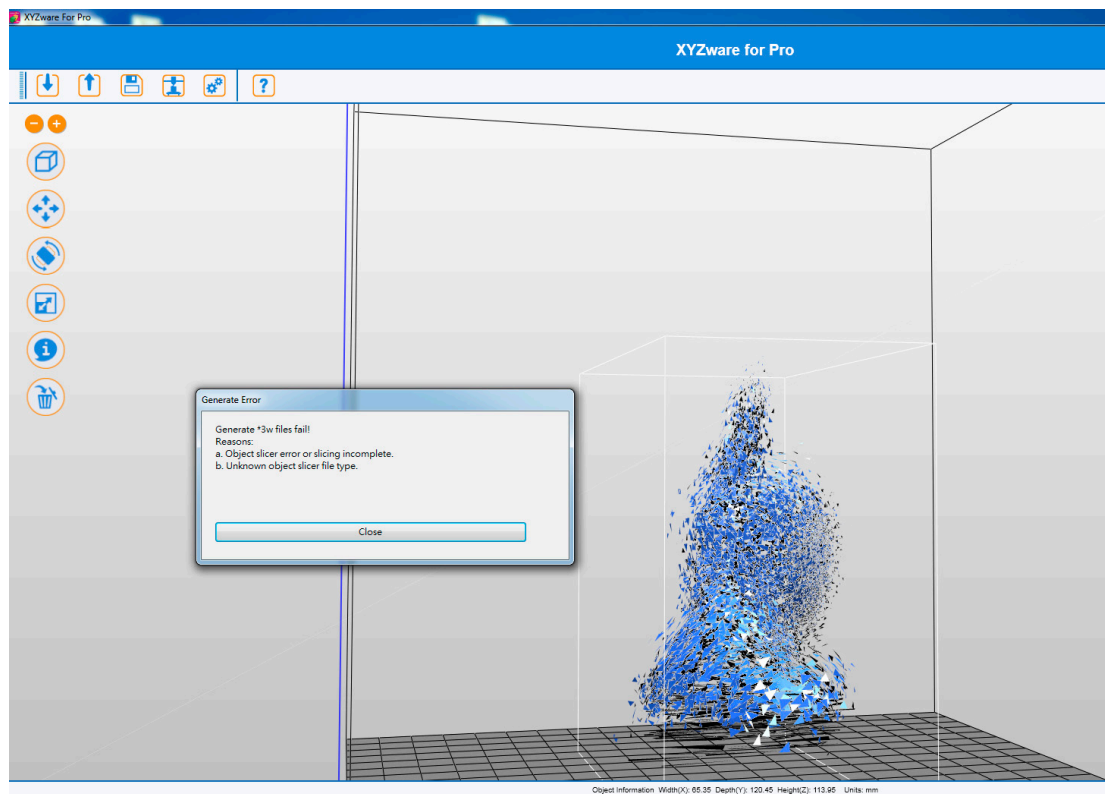 XYZware For Pro
XYZware for Pro
?
Generate Error
Generate *3w files fail!
Reasons:
a. Object slicer error or slicing incomplete.
b. Unknown object slicer file type.
Close
Object Information Width(X): 65.35 Depth(Y): 120.45 Height(Z): 113.95 Units: mm